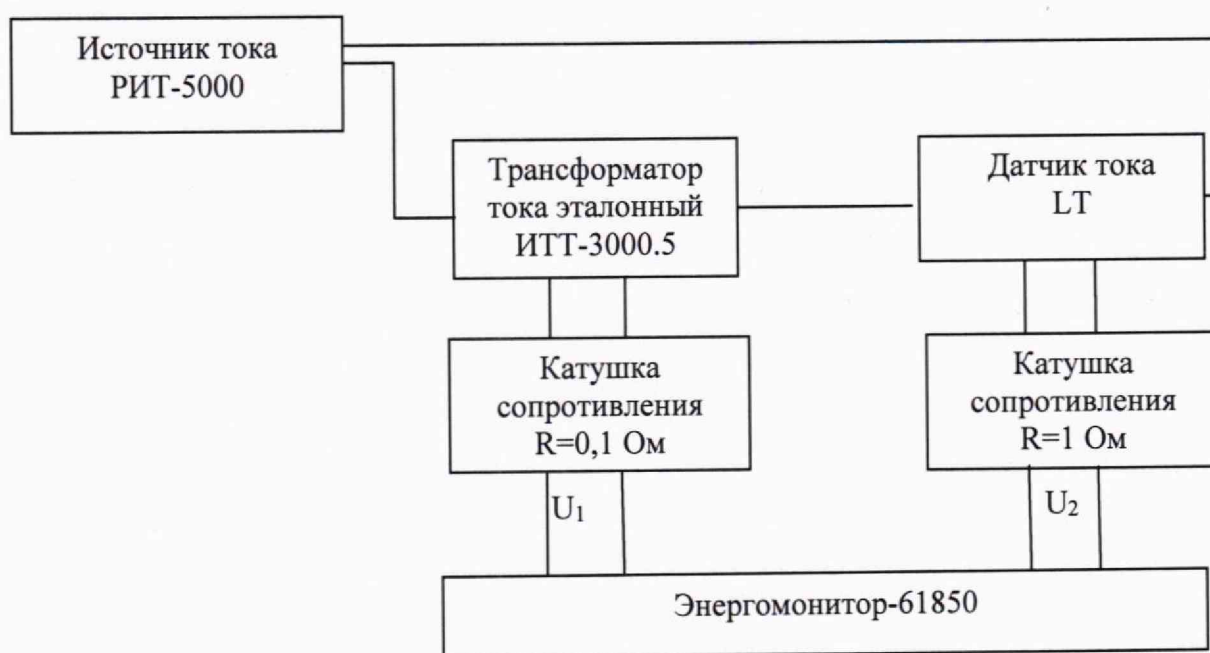 Источник тока
РИТ-5000
Трансформатор
тока эталонный
ИТТ-3000.5
Датчик тока
LT
Катушка
сопротивления
R=0,1 Ом
Катушка
сопротивления
R=1 Ом
U₁
U₂
Энергомонитор-61850